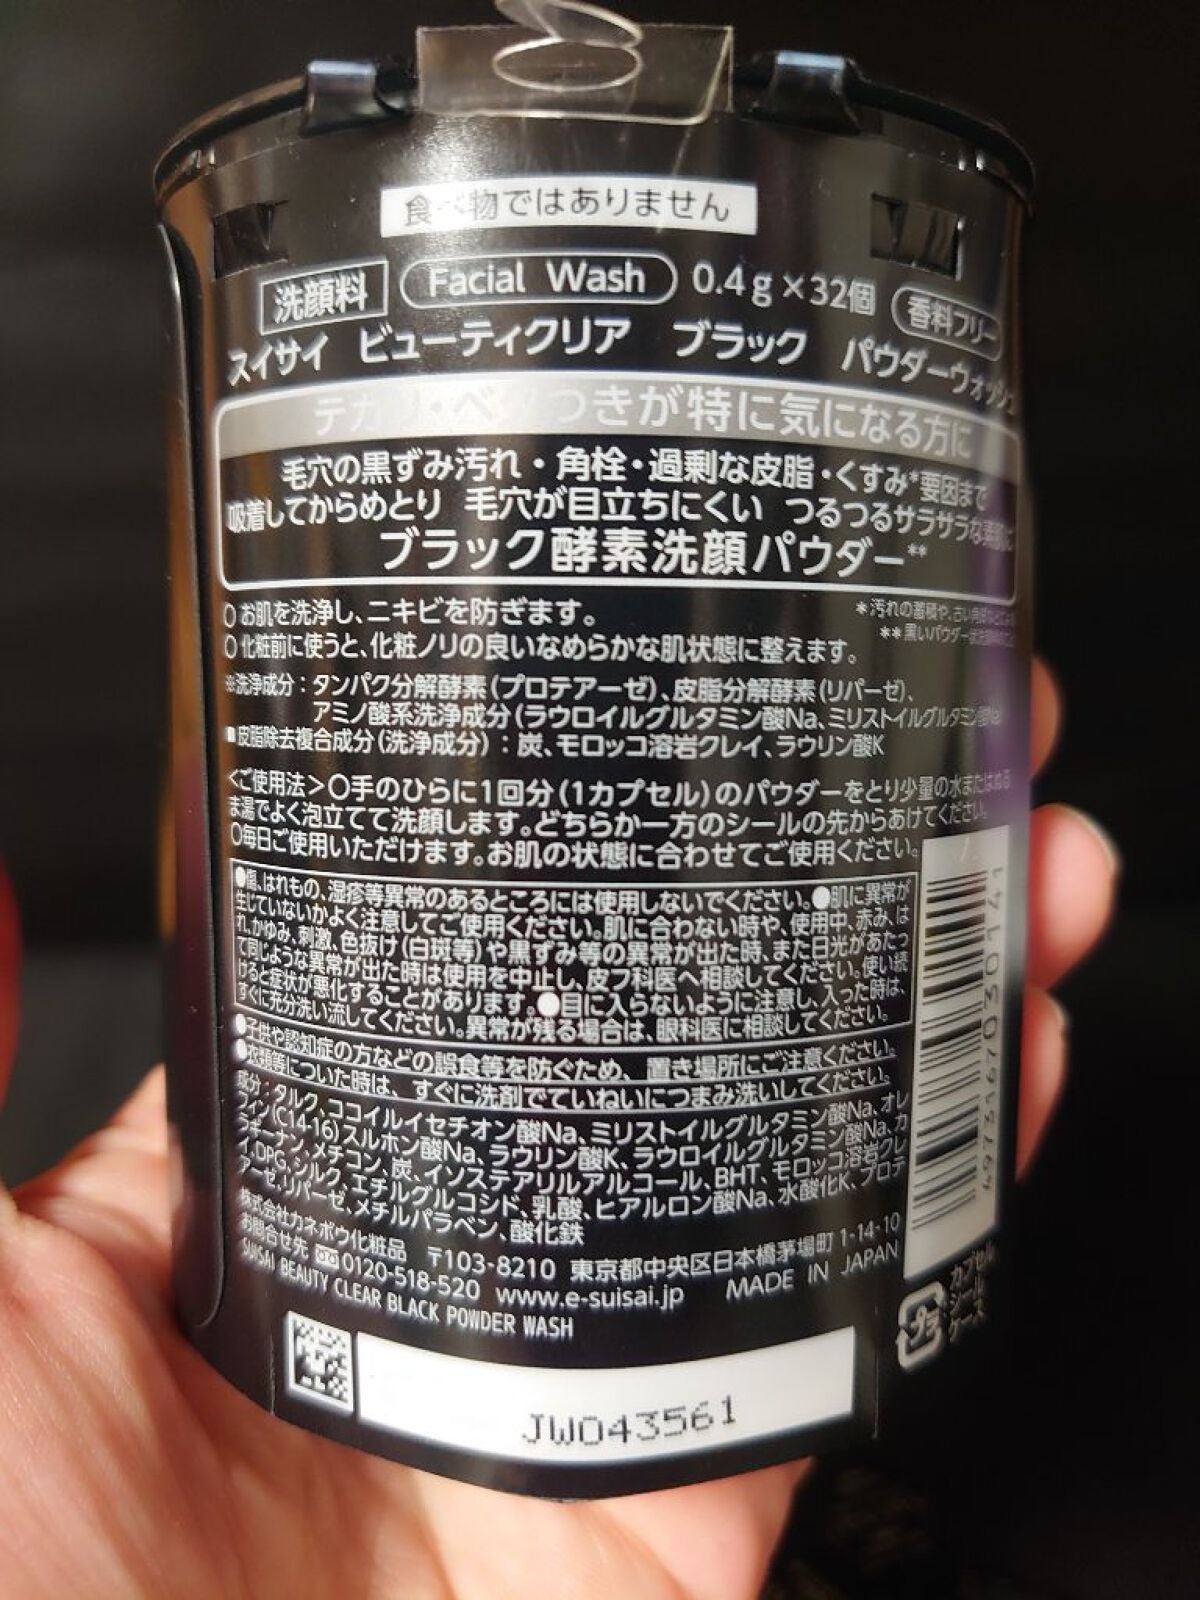 食べ物ではありません
洗顔料 Facial Wash 0.4g×32個 香料フリー
スイサイ ビューティクリア ブラック パウダーウォッシュ
テカリ・ベタつきが特に気になる方に
毛穴の黒ずみ汚れ・角栓・過剰な皮脂・くすみ*要因まで
吸着してからめとり 毛穴が目立ちにくい つるつるサラサラな素肌に
ブラック酵素洗顔パウダー**
○お肌を洗浄し、ニキビを防ぎます。
*汚れの蓄積や、古い角質
○化粧前に使うと、化粧ノリの良いなめらかな肌状態に整えます。
**黒いパウダー
※洗浄成分：タンパク分解酵素(プロテアーゼ)、皮脂分解酵素(リパーゼ)、
アミノ酸系洗浄成分(ラウロイルグルタミン酸Na、ミリストイルグルタミン酸Na)
■皮脂除去複合成分(洗浄成分)：炭、モロッコ溶岩クレイ、ラウリン酸K
<ご使用法>○手のひらに1回分(1カプセル)のパウダーをとり少量の水またはぬる
ま湯でよく泡立てて洗顔します。どちらか一方のシールの先からあけてください。
○毎日ご使用いただけます。お肌の状態に合わせてご使用ください。
●傷、はれもの、湿疹等異常のあるところには使用しないでください。●肌に異常が
生じていないかよく注意してご使用ください。肌に合わない時や、使用中、赤み、は
れ、かゆみ、刺激、色抜け(白斑等)や黒ずみ等の異常が出た時、また日光があたっ
て同じような異常が出た時は使用を中止し、皮フ科医へ相談してください。使い続
けると症状が悪化することがあります。●目に入らないように注意し、入った時は、
すぐに充分洗い流してください。異常が残る場合は、眼科医に相談してください。
●子供や認知症の方などの誤食等を防ぐため、置き場所にご注意ください。
●衣類等についた時は、すぐに洗剤でていねいにつまみ洗いしてください。
成分：タルク、ココイルイセチオン酸Na、ミリストイルグルタミン酸Na、オレ
フィン(C14-16)スルホン酸Na、ラウリン酸K、ラウロイルグルタミン酸Na、カ
ラギーナン、メチコン、炭、イソステアリルアルコール、BHT、モロッコ溶岩クレ
イ、DPG、シルク、エチルグルコシド、乳酸、ヒアルロン酸Na、水酸化K、プロテ
アーゼ、リパーゼ、メチルパラベン、酸化鉄
株式会社カネボウ化粧品 〒103-8210 東京都中央区日本橋茅場町1-14-10
お問合せ先 0120-518-520 www.e-suisai.jp MADE IN JAPAN
SUISAI BEAUTY CLEAR BLACK POWDER WASH
4973167030141
プラ
カプセル
シール
ケース
JW043561